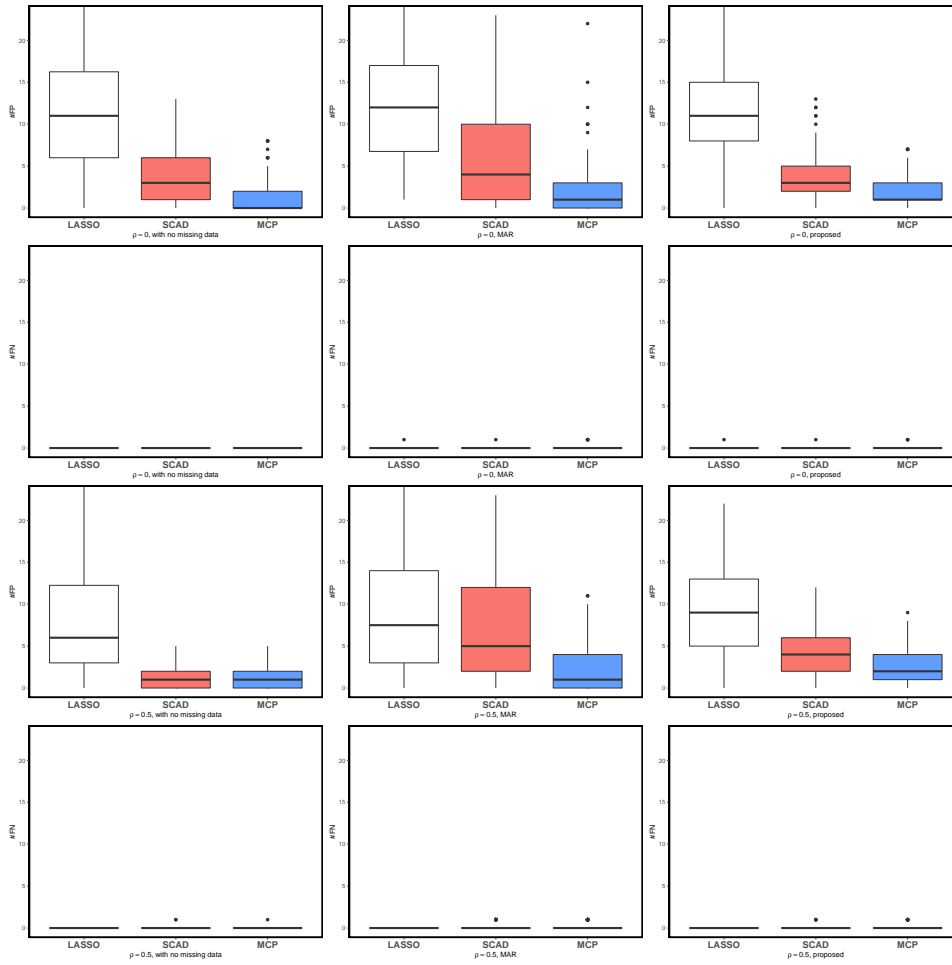 20
15
10
5
0
#FP
LASSO SCAD MCP
ρ = 0, with no missing data
20
15
10
5
0
#FP
LASSO SCAD MCP
ρ = 0, MAR
20
15
10
5
0
#FP
LASSO SCAD MCP
ρ = 0, proposed
20
15
10
5
0
#FN
LASSO SCAD MCP
ρ = 0, with no missing data
20
15
10
5
0
#FN
LASSO SCAD MCP
ρ = 0, MAR
20
15
10
5
0
#FN
LASSO SCAD MCP
ρ = 0, proposed
20
15
10
5
0
#FP
LASSO SCAD MCP
ρ = 0.5, with no missing data
20
15
10
5
0
#FP
LASSO SCAD MCP
ρ = 0.5, MAR
20
15
10
5
0
#FP
LASSO SCAD MCP
ρ = 0.5, proposed
20
15
10
5
0
#FN
LASSO SCAD MCP
ρ = 0.5, with no missing data
20
15
10
5
0
#FN
LASSO SCAD MCP
ρ = 0.5, MAR
20
15
10
5
0
#FN
LASSO SCAD MCP
ρ = 0.5, proposed